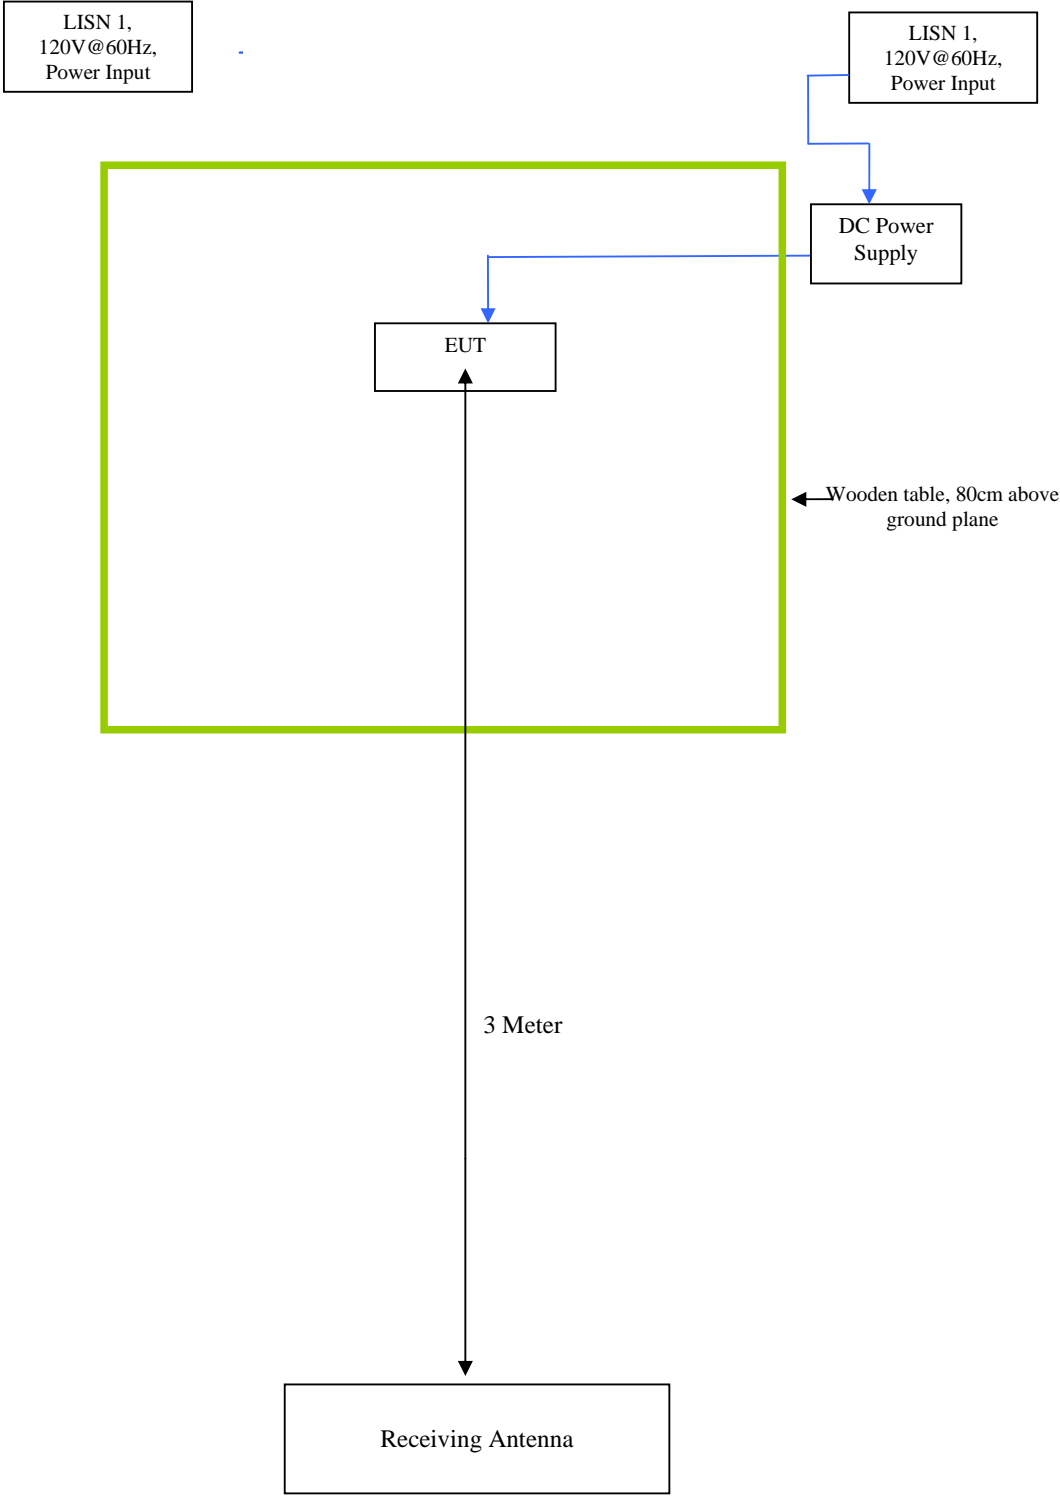 LISN 1,
120V@60Hz,
Power Input
LISN 1,
120V@60Hz,
Power Input
DC Power
Supply
EUT
Wooden table, 80cm above
ground plane
3 Meter
Receiving Antenna